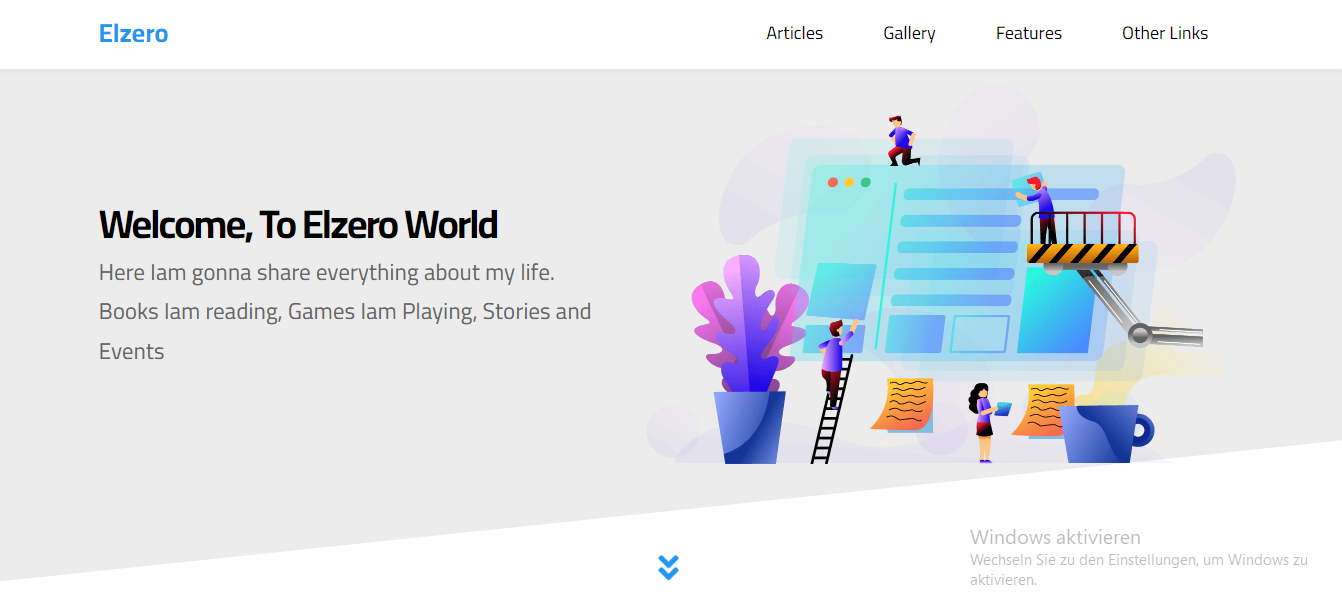 Elzero
Articles
Gallery
Features
Other Links
Welcome, To Elzero World
Here Iam gonna share everything about my life.
Books Iam reading, Games Iam Playing, Stories and
Events
Windows aktivieren
Wechseln Sie zu den Einstellungen, um Windows zu
aktivieren.